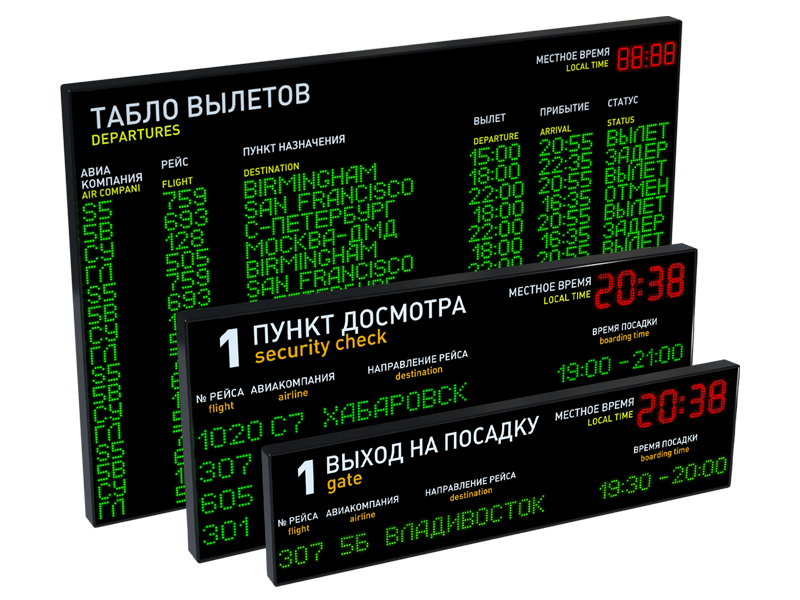 ТАБЛО ВЫЛЕТОВ
DEPARTURES
МЕСТНОЕ ВРЕМЯ
LOCAL TIME
88:88
АВИА КОМПАНИЯ РЕЙС ПУНКТ НАЗНАЧЕНИЯ ВЫЛЕТ ПРИБЫТИЕ СТАТУС
AIR COMPANI FLIGHT DESTINATION DEPARTURE ARRIVAL STATUS
S5 759 BIRMINGHAM 15:00 20:55 ВЫЛЕТ
5B 693 SAN FRANCISCO 18:00 ЗАДЕР
СУ 128 С-ПЕТЕРБУРГ 22:00 20:55 ВЫЛЕТ
505 МОСКВА-ДМД 18:00 16:35 ОТМЕН
S5 759 BIRMINGHAM 22:00 20:55 ВЫЛЕТ
5B 693 SAN FRANCISCO 18:00 16:35 ЗАДЕР
22:00 ВЫЛЕТ
1 ПУНКТ ДОСМОТРА
security check
МЕСТНОЕ ВРЕМЯ
LOCAL TIME
20:38
№ РЕЙСА АВИАКОМПАНИЯ НАПРАВЛЕНИЕ РЕЙСА ВРЕМЯ ПОСАДКИ
flight airline destination boarding time
1020 С7 ХАБАРОВСК 19:00 - 21:00
307
605
301
1 ВЫХОД НА ПОСАДКУ
gate
МЕСТНОЕ ВРЕМЯ
LOCAL TIME
20:38
№ РЕЙСА АВИАКОМПАНИЯ НАПРАВЛЕНИЕ РЕЙСА ВРЕМЯ ПОСАДКИ
flight airline destination boarding time
307 5Б ВЛАДИВОСТОК 19:30 - 20:00